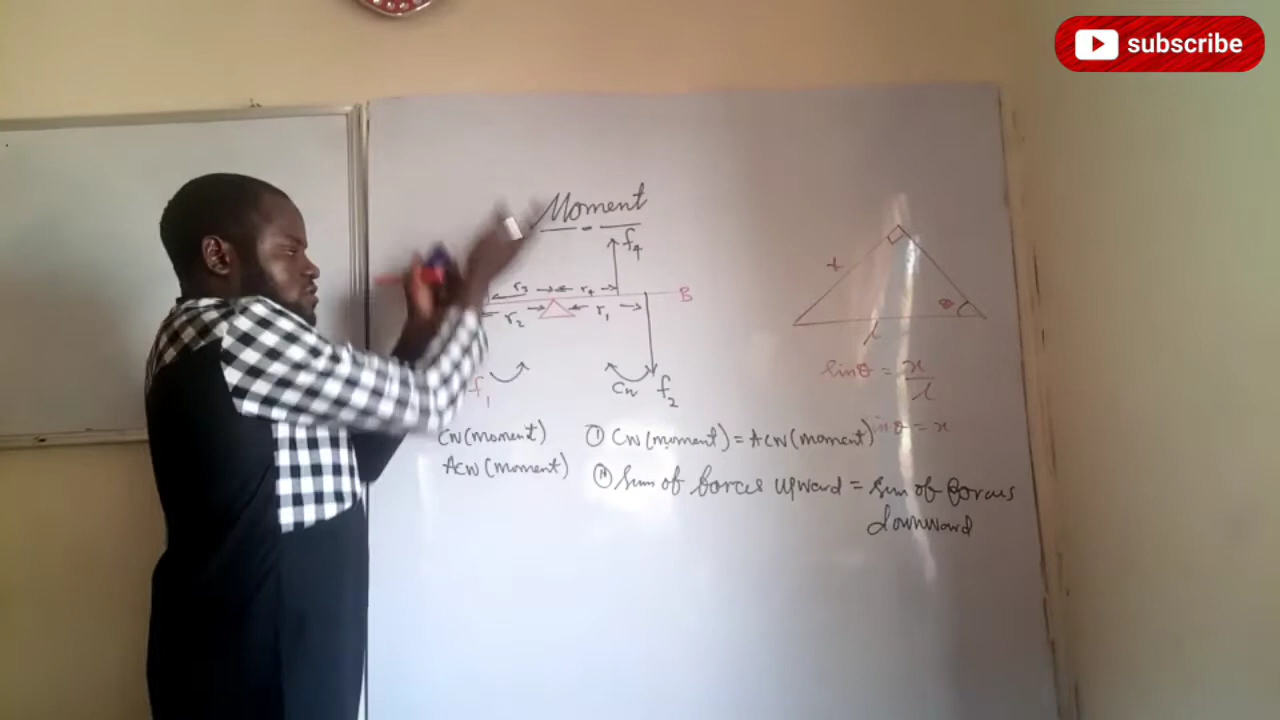 subscribe
Moment
f4
r3 r4
B
r2 r1
x
θ
l
f1
cw
f2
sinθ = x/l
CW(moment)
ACW(moment)
① CW(moment) = ACW(moment)
inθ = x
② Sum of forces upward = sum of forces
downward